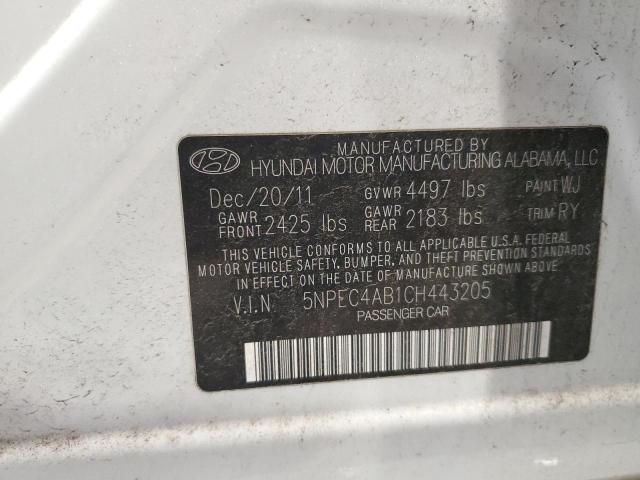 MANUFACTURED BY
HYUNDAI MOTOR MANUFACTURING ALABAMA, LLC
Dec/20/11 GVWR 4497 lbs PAINT WJ
GAWR FRONT 2425 lbs GAWR REAR 2183 lbs TRIM RY
THIS VEHICLE CONFORMS TO ALL APPLICABLE U.S.A. FEDERAL
MOTOR VEHICLE SAFETY, BUMPER, AND THEFT PREVENTION
STANDARDS IN EFFECT ON THE DATE OF MANUFACTURE SHOWN ABOVE.
V.I.N 5NPEC4AB1CH443205
PASSENGER CAR